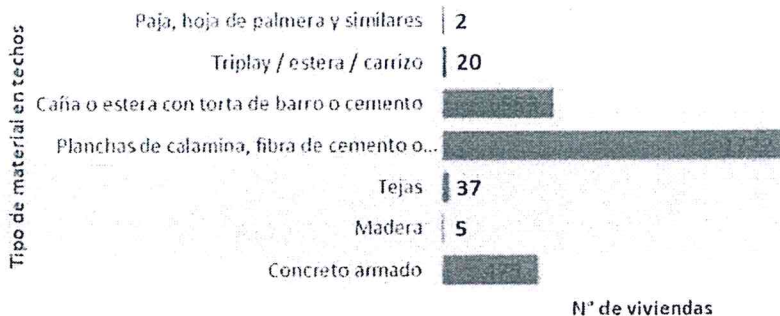 Tipo de material en techos
Paja, hoja de palmera y similares 2
Triplay / estera / carrizo 20
Caña o estera con torta de barro o cemento
Planchas de calamina, fibra de cemento o...
Tejas 37
Madera 5
Concreto armado
N° de viviendas